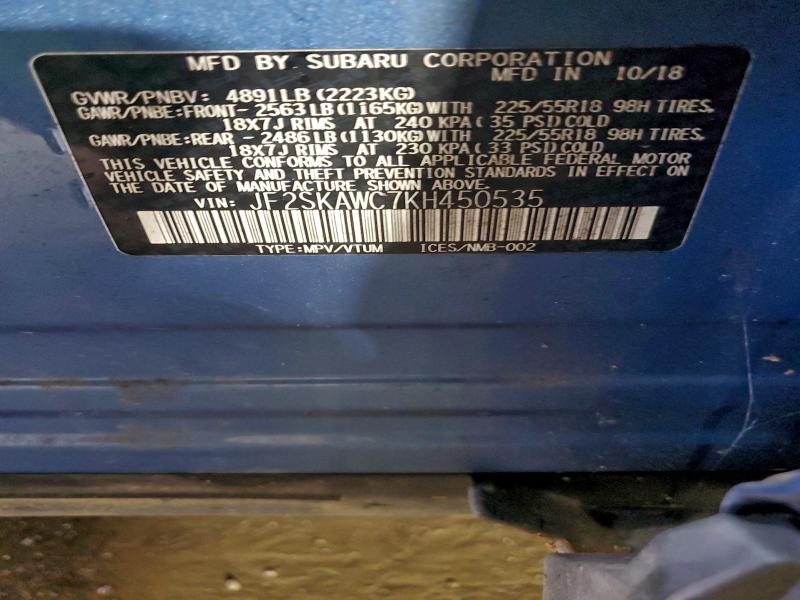 MFD BY SUBARU CORPORATION
MFD IN 10/18
GVWR/PNBV: 4891LB(2223KG)
GAWR/PNBE:FRONT-2563LB(1165KG)WITH 225/55R18 98H TIRES,
18X7J RIMS AT 240 KPA( 35 PSI)COLD
GAWR/PNBE:REAR -2486LB(1130KG)WITH 225/55R18 98H TIRES,
18X7J RIMS AT 230 KPA( 33 PSI)COLD
THIS VEHICLE CONFORMS TO ALL APPLICABLE FEDERAL MOTOR
VEHICLE SAFETY AND THEFT PREVENTION STANDARDS IN EFFECT ON
THE DATE OF MANUFACTURE SHOWN ABOVE.
VIN: JF2SKAWC7KH450535
TYPE:MPV/VTUM ICES/NMB-002